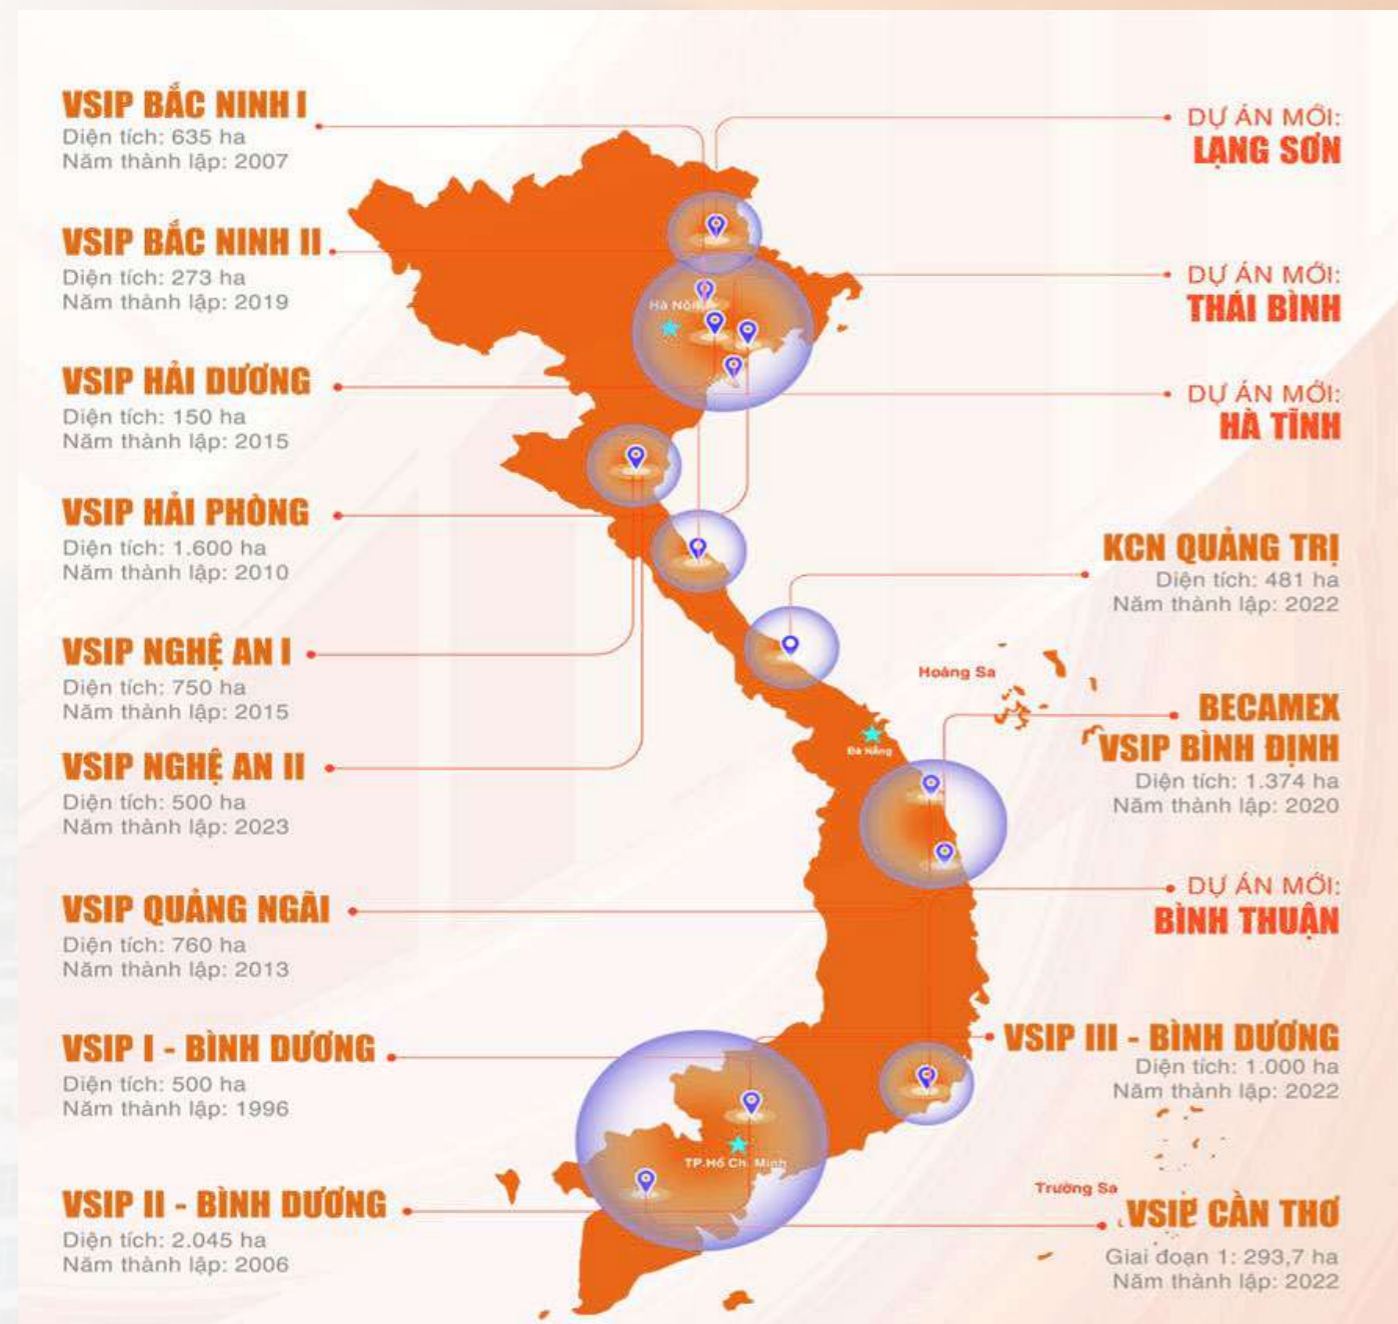 VSIP BẮC NINH I
Diện tích: 635 ha
Năm thành lập: 2007
VSIP BẮC NINH II
Diện tích: 273 ha
Năm thành lập: 2019
VSIP HẢI DƯƠNG
Diện tích: 150 ha
Năm thành lập: 2015
VSIP HẢI PHÒNG
Diện tích: 1.600 ha
Năm thành lập: 2010
VSIP NGHỆ AN I
Diện tích: 750 ha
Năm thành lập: 2015
VSIP NGHỆ AN II
Diện tích: 500 ha
Năm thành lập: 2023
VSIP QUẢNG NGÃI
Diện tích: 760 ha
Năm thành lập: 2013
VSIP I - BÌNH DƯƠNG
Diện tích: 500 ha
Năm thành lập: 1996
VSIP II - BÌNH DƯƠNG
Diện tích: 2.045 ha
Năm thành lập: 2006
Hà Nội
Đà Nẵng
TP.Hồ Chí Minh
Hoàng Sa
Trường Sa
DỰ ÁN MỚI:
LẠNG SƠN
DỰ ÁN MỚI:
THÁI BÌNH
DỰ ÁN MỚI:
HÀ TĨNH
KCN QUẢNG TRỊ
Diện tích: 481 ha
Năm thành lập: 2022
BECAMEX
VSIP BÌNH ĐỊNH
Diện tích: 1.374 ha
Năm thành lập: 2020
DỰ ÁN MỚI:
BÌNH THUẬN
VSIP III - BÌNH DƯƠNG
Diện tích: 1.000 ha
Năm thành lập: 2022
VSIP CẦN THƠ
Giai đoạn 1: 293,7 ha
Năm thành lập: 2022